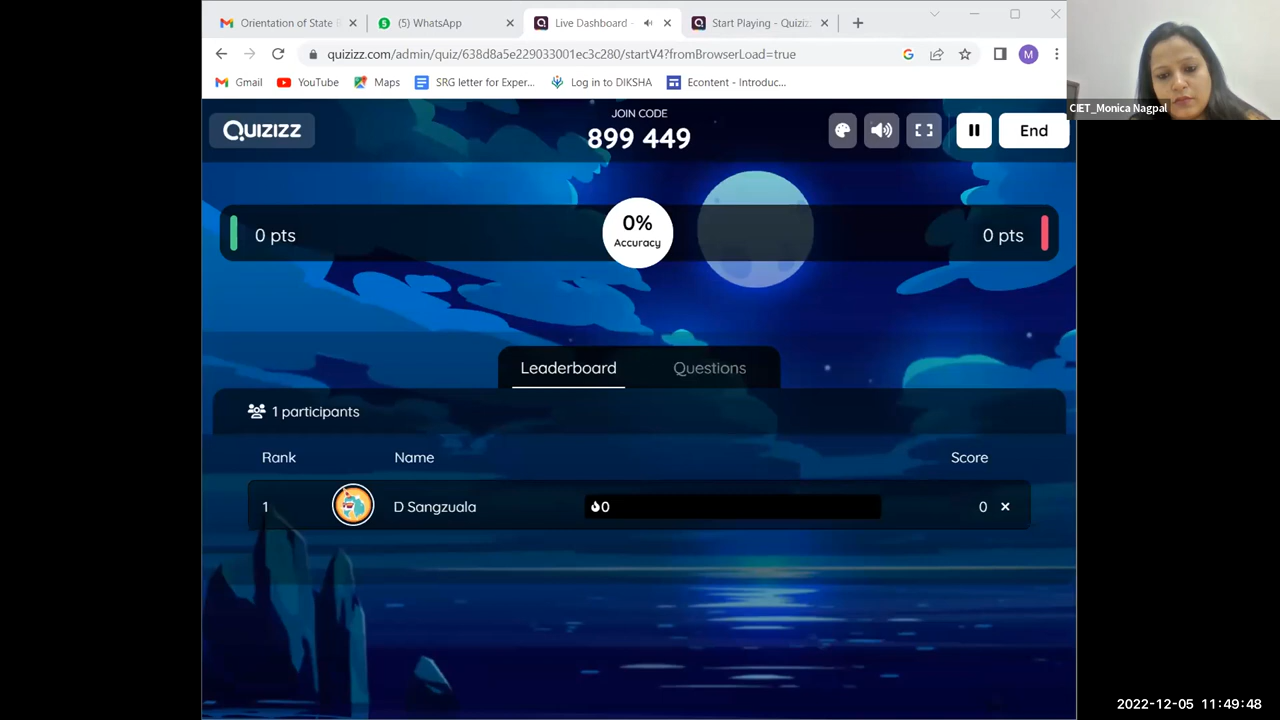 Orientation of State B
(5) WhatsApp
Live Dashboard -
Start Playing - Quiziz
quizizz.com/admin/quiz/638d8a5e229033001ec3c280/startV4?fromBrowserLoad=true
M
Gmail
YouTube
Maps
SRG letter for Exper...
Log in to DIKSHA
Econtent - Introduc...
CIET_Monica Nagpal
Quizizz
JOIN CODE
899 449
End
0 pts
0%
Accuracy
0 pts
Leaderboard
Questions
1 participants
Rank
Name
Score
1
D Sangzuala
0
0
2022-12-05 11:49:48